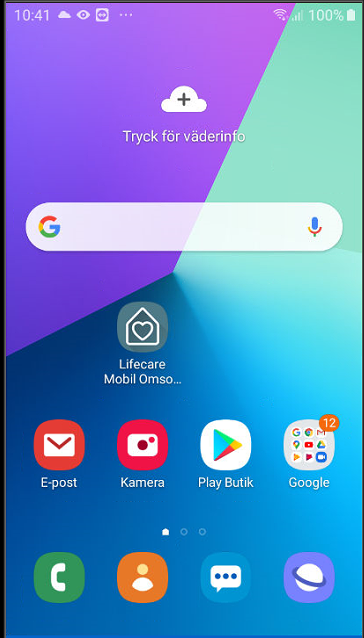 10:41
100%
Tryck för väderinfo
Lifecare
Mobil Omso...
12
E-post
Kamera
Play Butik
Google